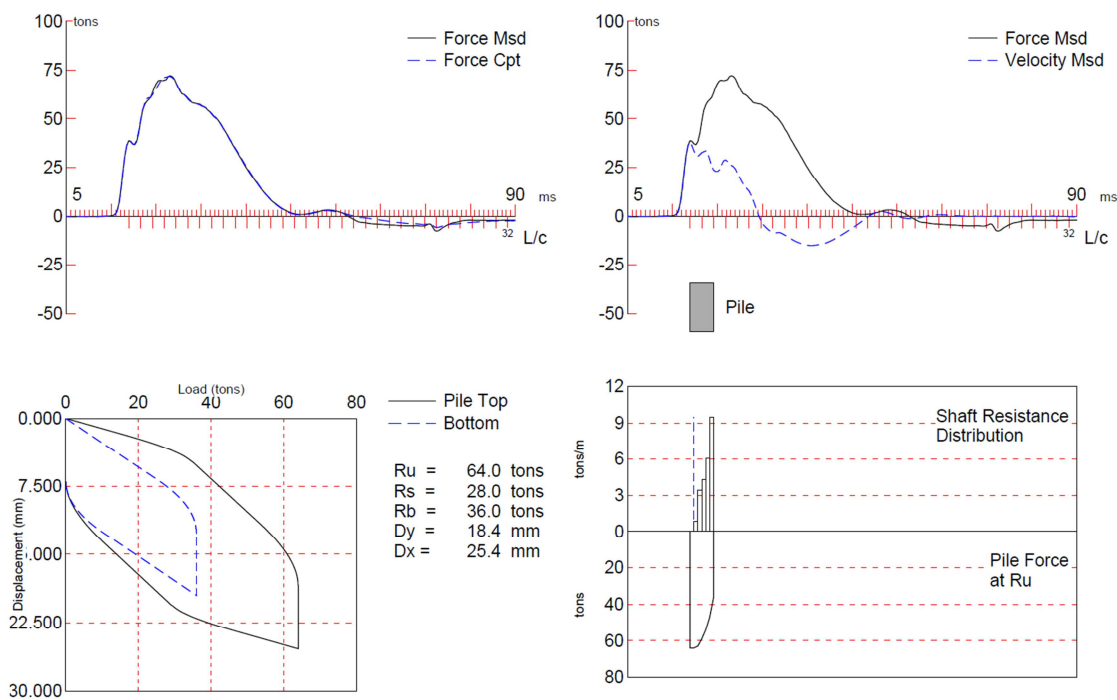 100
tons
Force Msd
Force Cpt
75
50
25
5
90
ms
0
32
L/c
-25
-50
100
tons
Force Msd
Velocity Msd
75
50
25
5
90
ms
0
32
L/c
-25
-50
Pile
Load (tons)
0
20
40
60
80
0.000
7.500
5.000
22.500
30.000
Displacement (mm)
Pile Top
Bottom
Ru = 64.0 tons
Rs = 28.0 tons
Rb = 36.0 tons
Dy = 18.4 mm
Dx = 25.4 mm
12
9
6
3
0
tons/m
Shaft Resistance
Distribution
20
40
60
80
tons
Pile Force
at Ru